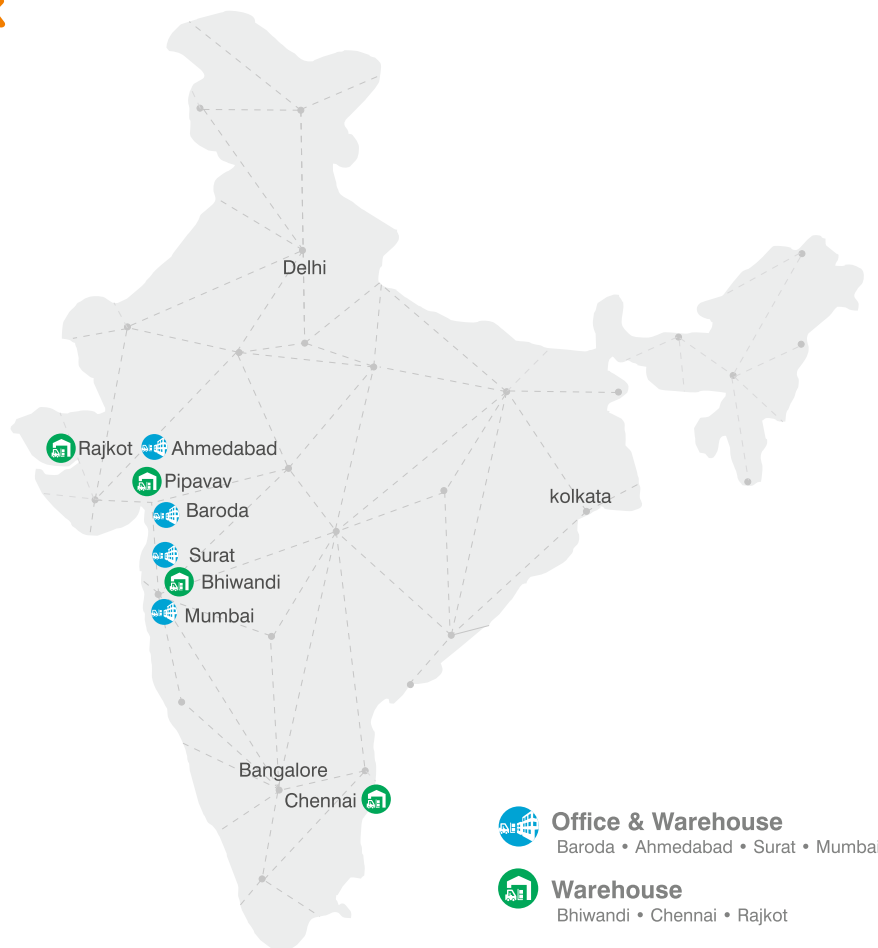 Delhi
Rajkot
Ahmedabad
Pipavav
Baroda
kolkata
Surat
Bhiwandi
Mumbai
Bangalore
Chennai
Office & Warehouse
Baroda • Ahmedabad • Surat • Mumbai
Warehouse
Bhiwandi • Chennai • Rajkot